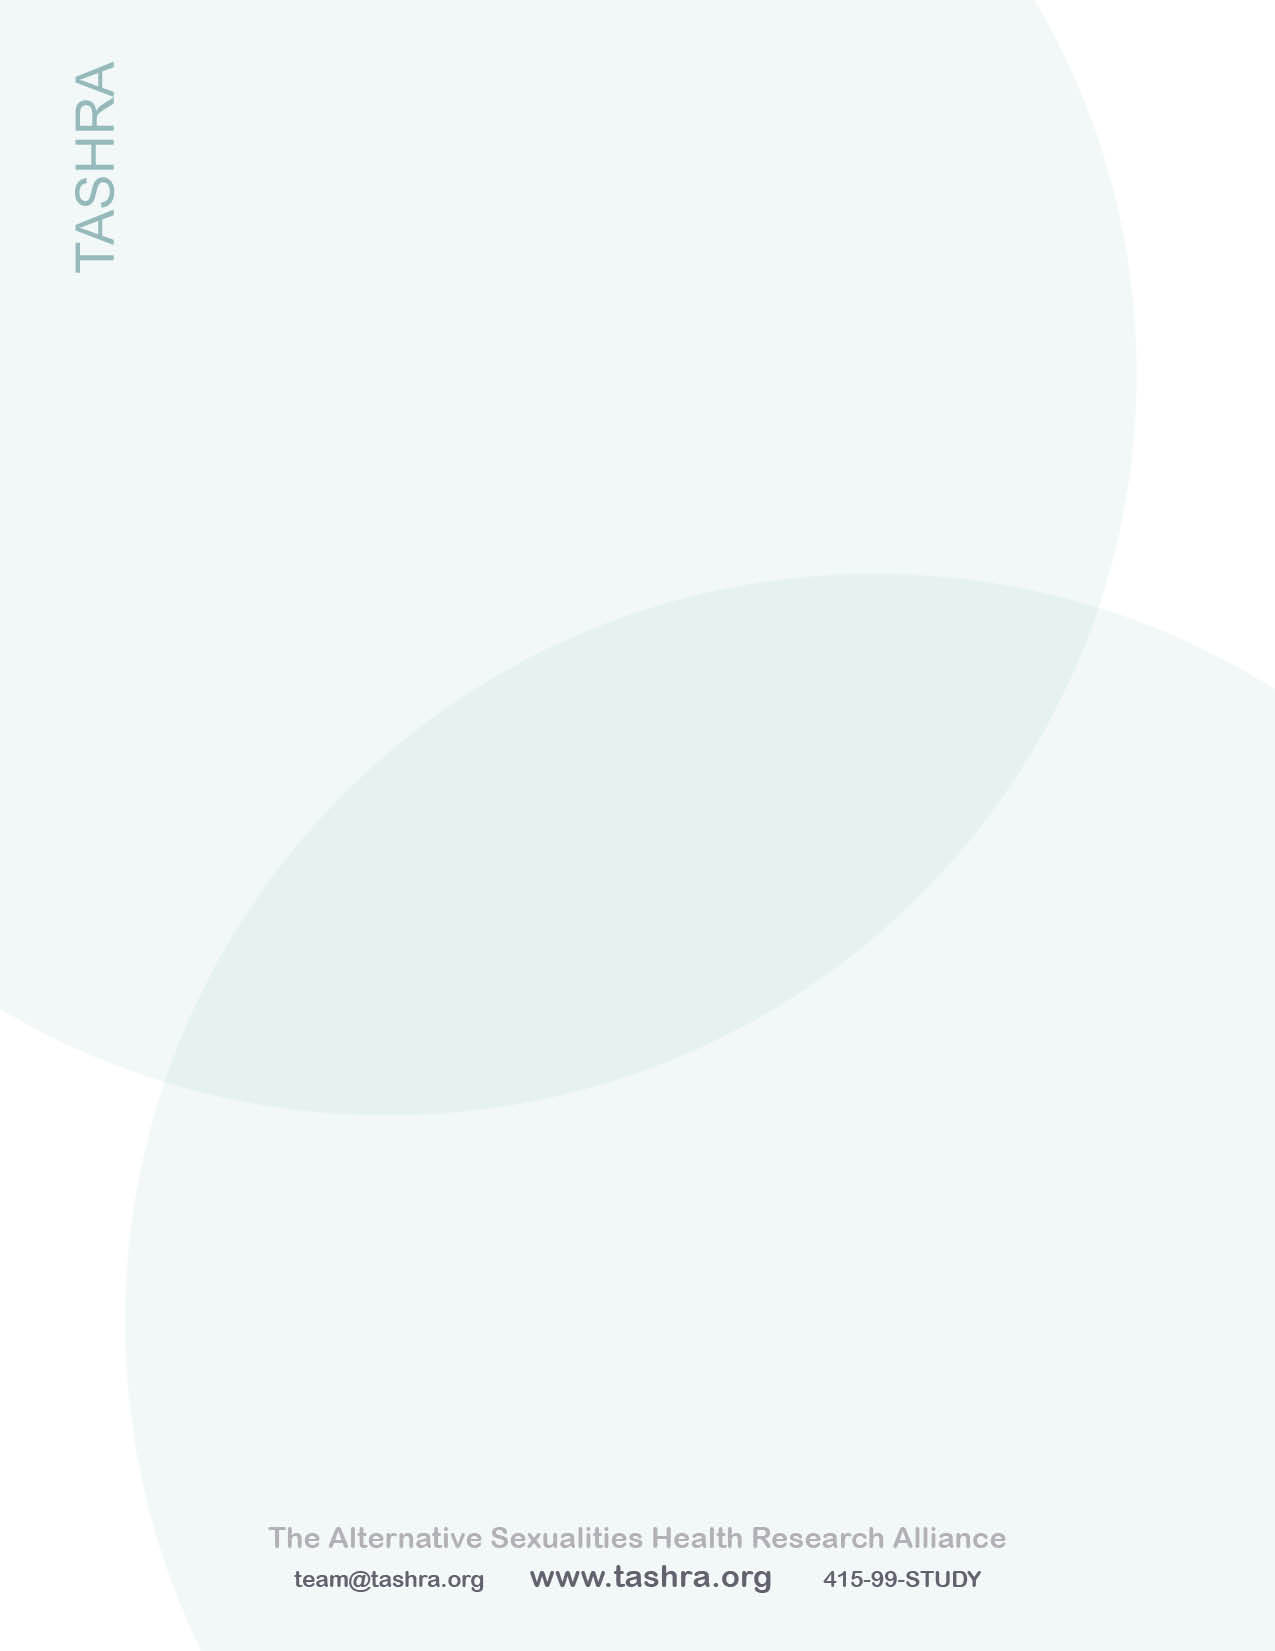 TASHRA
The Alternative Sexualities Health Research Alliance
team@tashra.org www.tashra.org 415-99-STUDY